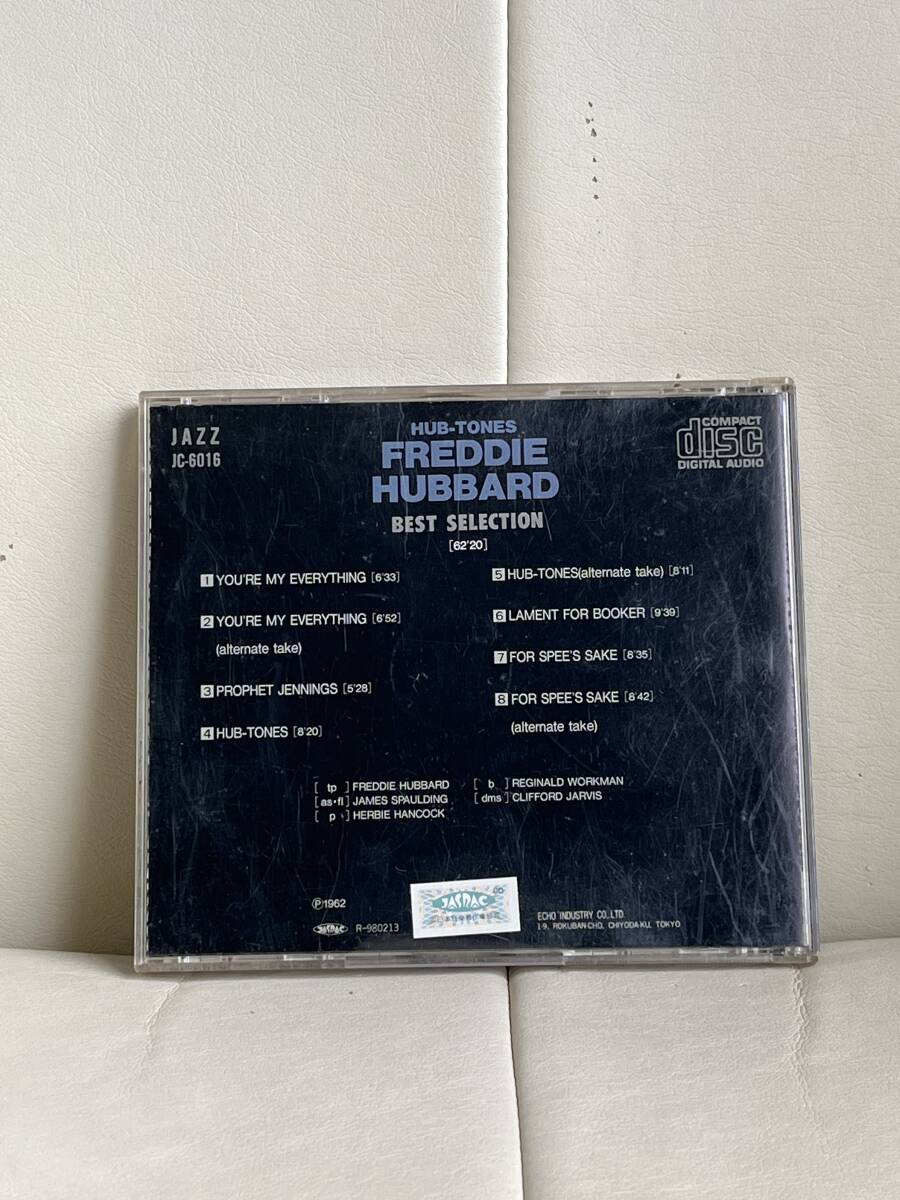 JAZZ
JC-6016
HUB-TONES
FREDDIE
HUBBARD
BEST SELECTION
[62'20]
COMPACT
disc
DIGITAL AUDIO
1 YOU'RE MY EVERYTHING [6'33]
2 YOU'RE MY EVERYTHING [6'52]
(alternate take)
3 PROPHET JENNINGS [5'28]
4 HUB-TONES [8'20]
5 HUB-TONES(alternate take) [8'11]
6 LAMENT FOR BOOKER [9'39]
7 FOR SPEE'S SAKE [8'35]
8 FOR SPEE'S SAKE [8'42]
(alternate take)
[ tp ] FREDDIE HUBBARD
[as・fl] JAMES SPAULDING
[ p ] HERBIE HANCOCK
[ b ] REGINALD WORKMAN
[dms] CLIFFORD JARVIS
Ⓟ1962
JASRAC R-980213
CD
JASRAC
ECHO INDUSTRY CO.,LTD.
1-9, ROKUBAN-CHO, CHIYODA-KU, TOKYO